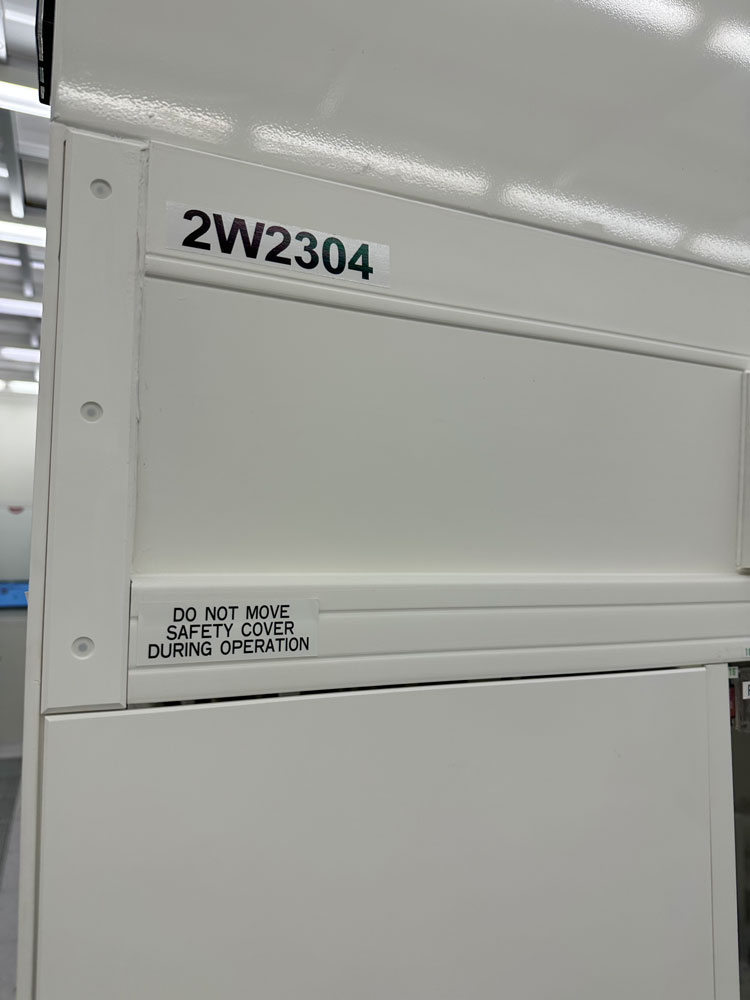 2W2304
DO NOT MOVE
SAFETY COVER
DURING OPERATION